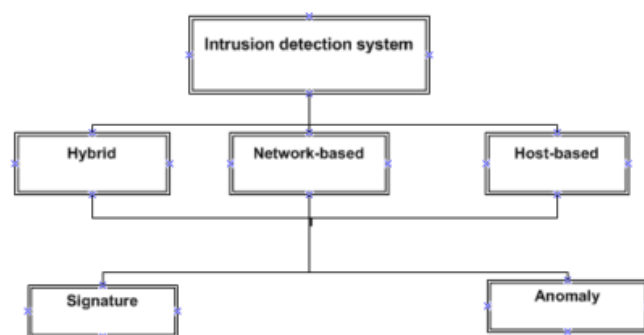 Intrusion detection system
Hybrid
Network-based
Host-based
Signature
Anomaly